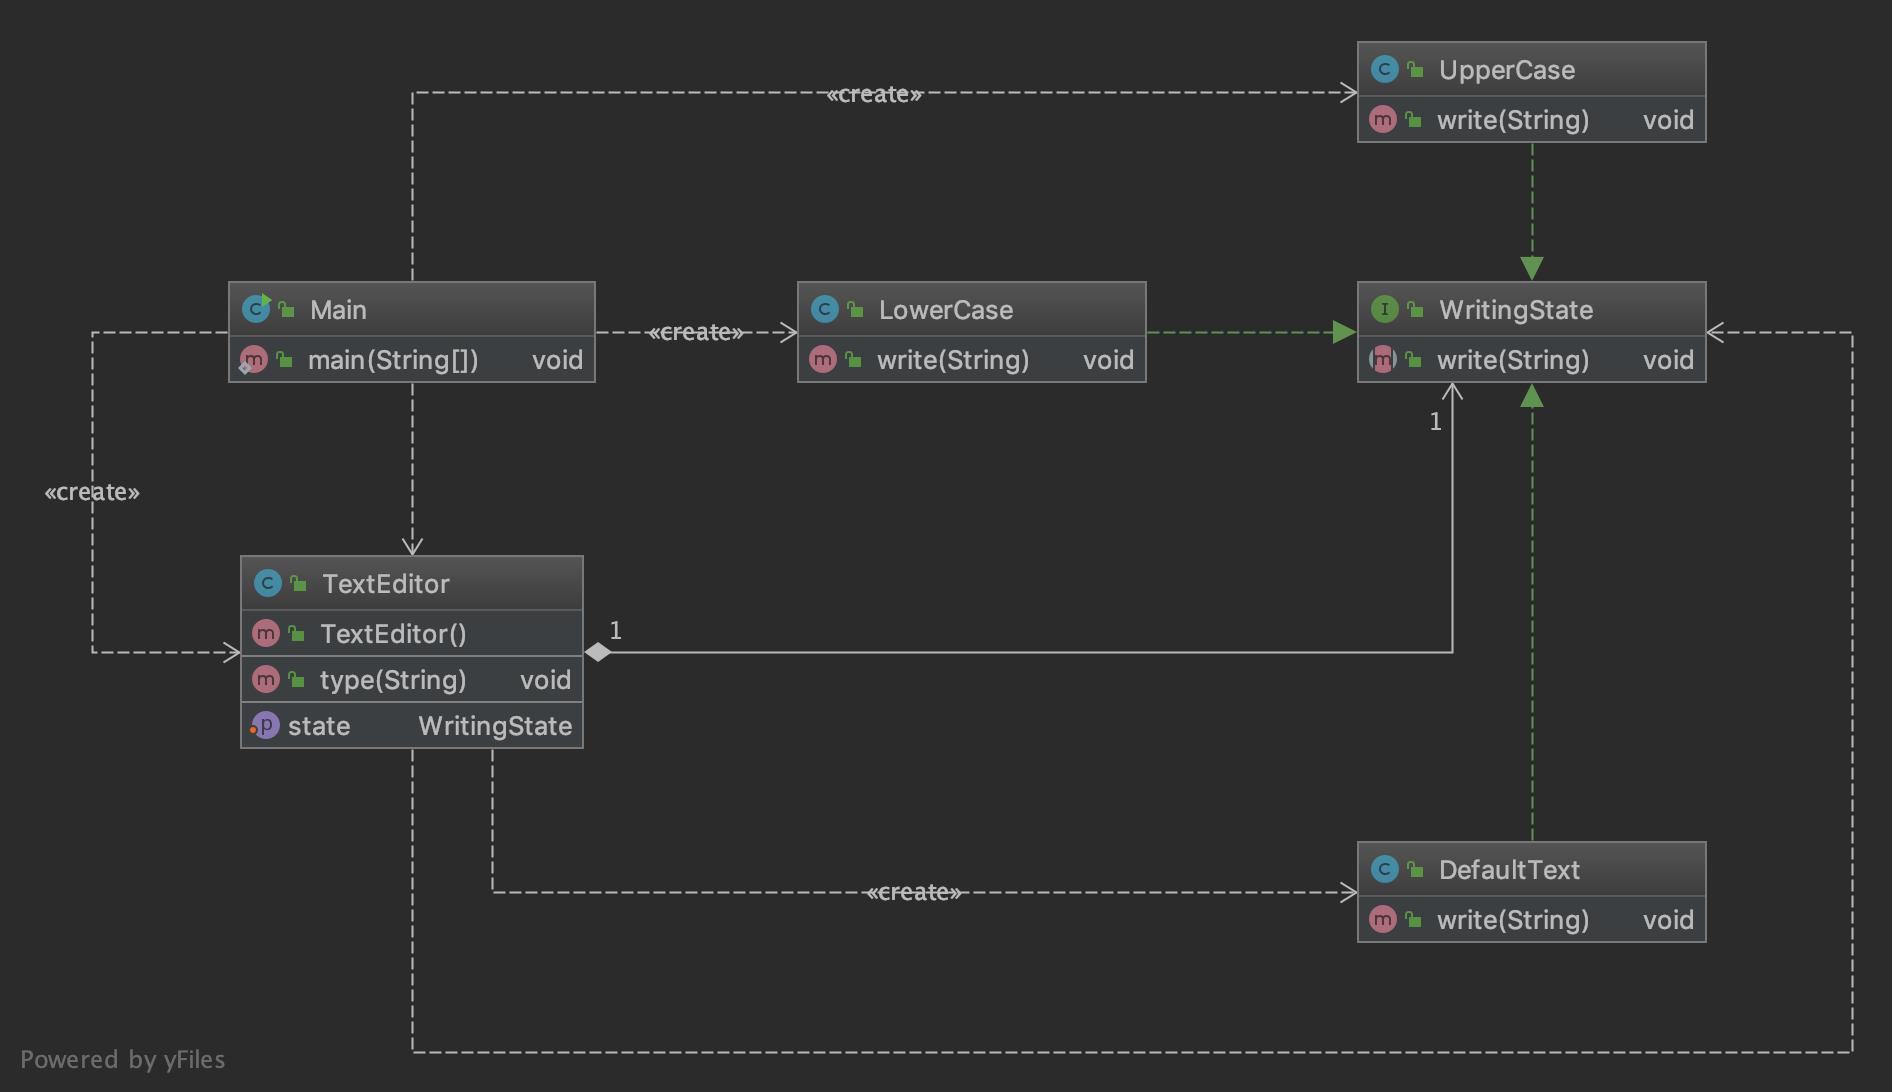 UpperCase
write(String) void
«create»
Main
main(String[]) void
«create»
LowerCase
write(String) void
WritingState
write(String) void
1
«create»
TextEditor
TextEditor()
type(String) void
state WritingState
1
«create»
DefaultText
write(String) void
Powered by yFiles